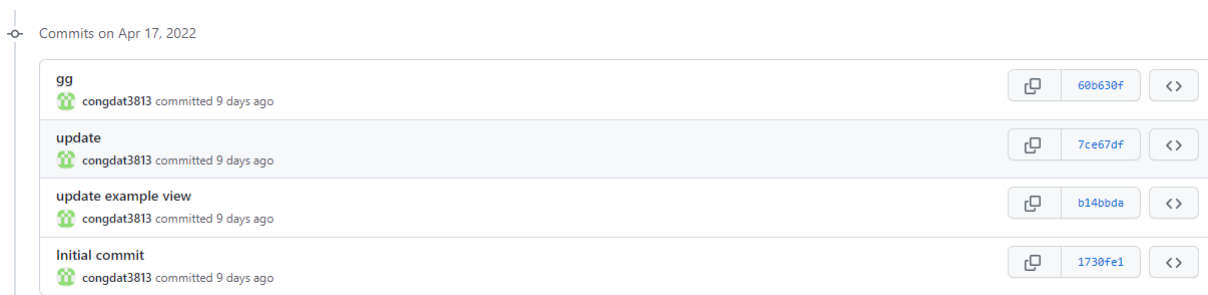 Commits on Apr 17, 2022
gg
congdat3813 committed 9 days ago
60b630f
update
congdat3813 committed 9 days ago
7ce67df
update example view
congdat3813 committed 9 days ago
b14bbda
Initial commit
congdat3813 committed 9 days ago
1730fe1